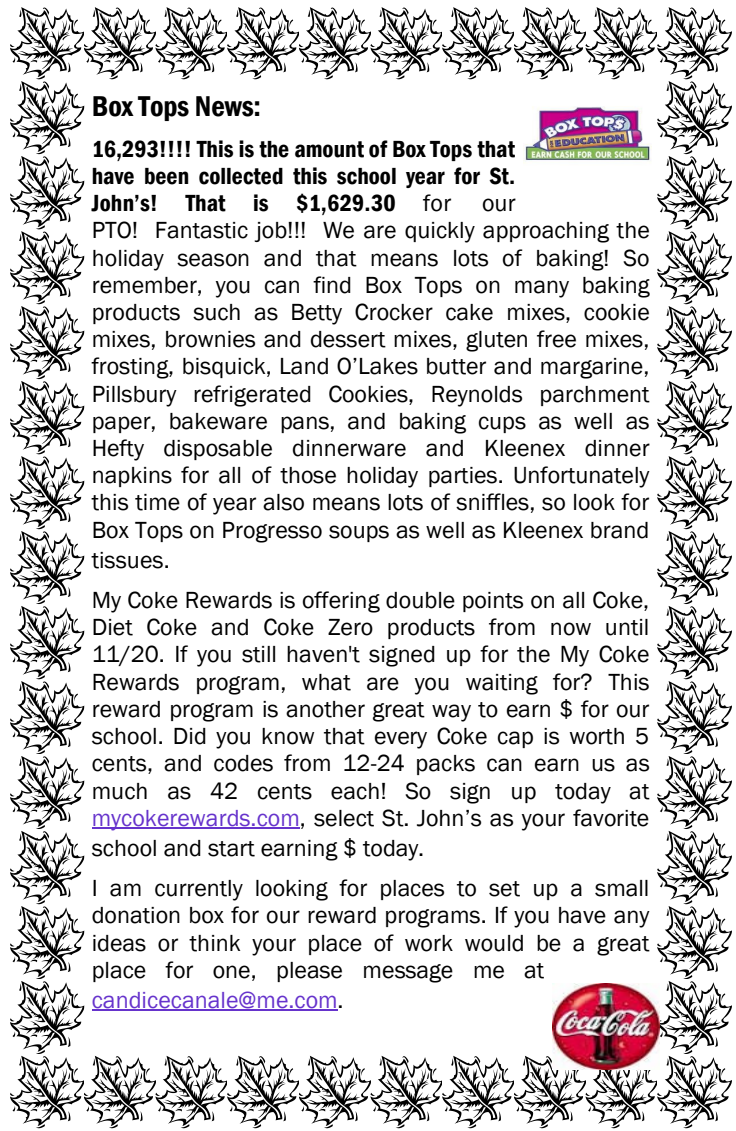 Box Tops News:
BOX TOPS
FOR EDUCATION
EARN CASH FOR OUR SCHOOL
16,293!!!! This is the amount of Box Tops that
have been collected this school year for St.
John's! That is $1,629.30 for our
PTO! Fantastic job!!! We are quickly approaching the
holiday season and that means lots of baking! So
remember, you can find Box Tops on many baking
products such as Betty Crocker cake mixes, cookie
mixes, brownies and dessert mixes, gluten free mixes,
frosting, bisquick, Land O'Lakes butter and margarine,
Pillsbury refrigerated Cookies, Reynolds parchment
paper, bakeware pans, and baking cups as well as
Hefty disposable dinnerware and Kleenex dinner
napkins for all of those holiday parties. Unfortunately
this time of year also means lots of sniffles, so look for
Box Tops on Progresso soups as well as Kleenex brand
tissues.
My Coke Rewards is offering double points on all Coke,
Diet Coke and Coke Zero products from now until
11/20. If you still haven't signed up for the My Coke
Rewards program, what are you waiting for? This
reward program is another great way to earn $ for our
school. Did you know that every Coke cap is worth 5
cents, and codes from 12-24 packs can earn us as
much as 42 cents each! So sign up today at
mycokerewards.com, select St. John's as your favorite
school and start earning $ today.
I am currently looking for places to set up a small
donation box for our reward programs. If you have any
ideas or think your place of work would be a great
place for one, please message me at
candicecanale@me.com.
Coca-Cola